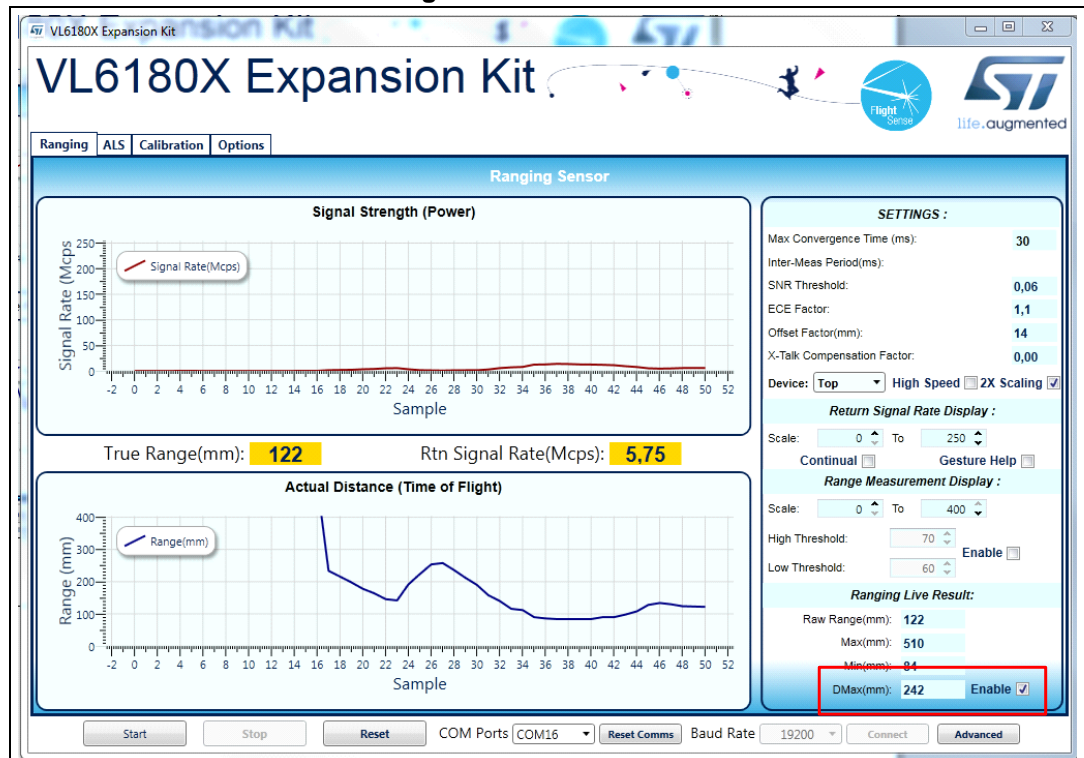 VL6180X Expansion Kit
VL6180X Expansion Kit
Flight
Sense
life.augmented
Ranging ALS Calibration Options
Ranging Sensor
Signal Strength (Power)
Signal Rate (Mcps)
250
200
150
100
50
0
Signal Rate(Mcps)
-2 0 2 4 6 8 10 12 14 16 18 20 22 24 26 28 30 32 34 36 38 40 42 44 46 48 50 52
Sample
True Range(mm): 122 Rtn Signal Rate(Mcps): 5,75
Actual Distance (Time of Flight)
Range (mm)
400
300
200
100
0
Range(mm)
-2 0 2 4 6 8 10 12 14 16 18 20 22 24 26 28 30 32 34 36 38 40 42 44 46 48 50 52
Sample
SETTINGS :
Max Convergence Time (ms): 30
Inter-Meas Period(ms):
SNR Threshold: 0,06
ECE Factor: 1,1
Offset Factor(mm): 14
X-Talk Compensation Factor: 0,00
Device: Top High Speed 2X Scaling
Return Signal Rate Display :
Scale: 0 To 250
Continual Gesture Help
Range Measurement Display :
Scale: 0 To 400
High Threshold: 70
Enable
Low Threshold: 60
Ranging Live Result:
Raw Range(mm): 122
Max(mm): 510
Min(mm): 84
DMax(mm): 242 Enable
Start Stop Reset COM Ports COM16 Reset Comms Baud Rate 19200 Connect Advanced